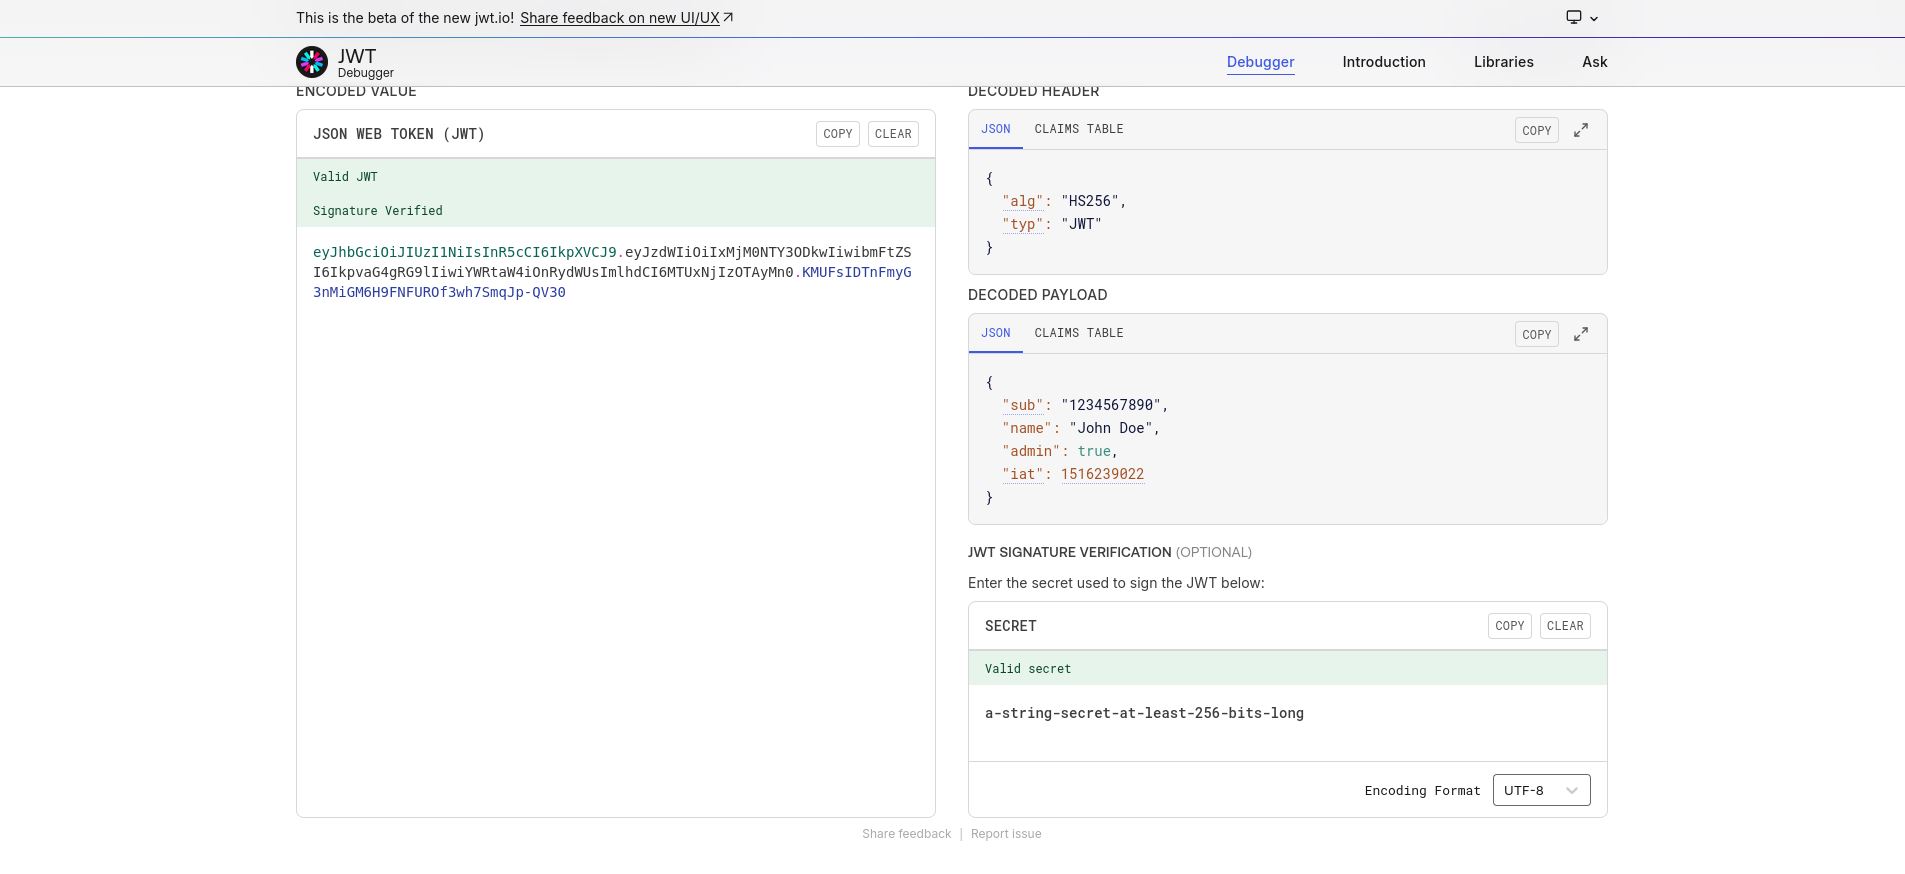 This is the beta of the new jwt.io! Share feedback on new UI/UX
JWT
Debugger
Debugger
Introduction
Libraries
Ask
ENCODED VALUE
JSON WEB TOKEN (JWT)
COPY
CLEAR
Valid JWT
Signature Verified
eyJhbGciOiJIUzI1NiIsInR5cCI6IkpXVCJ9.eyJzdWIiOiIxMjM0NTY3ODkwIiwibmFtZS
I6IkpvaG4gRG9lIiwiYWRtaW4iOnRydWUsImlhdCI6MTUxNjIzOTAyMn0.KMUFsIDTnFmyG
3nMiGM6H9FNFUROf3wh7SmqJp-QV30
DECODED HEADER
JSON
CLAIMS TABLE
COPY
{
"alg": "HS256",
"typ": "JWT"
}
DECODED PAYLOAD
JSON
CLAIMS TABLE
COPY
{
"sub": "1234567890",
"name": "John Doe",
"admin": true,
"iat": 1516239022
}
JWT SIGNATURE VERIFICATION (OPTIONAL)
Enter the secret used to sign the JWT below:
SECRET
COPY
CLEAR
Valid secret
a-string-secret-at-least-256-bits-long
Encoding Format
UTF-8
Share feedback | Report issue